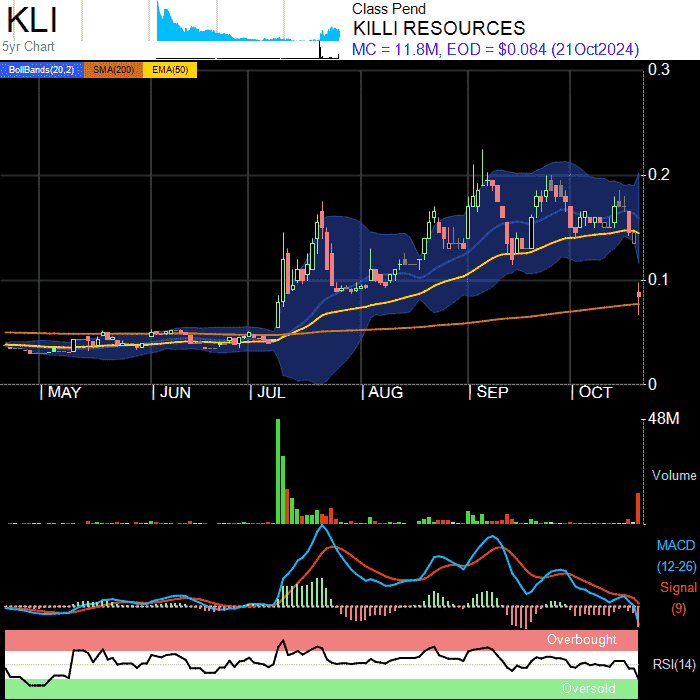 KLI
5yr Chart
Class Pend
KILLI RESOURCES
MC = 11.8M, EOD = $0.084 (21Oct2024)
BollBands(20,2) SMA(200) EMA(50)
0.3
0.2
0.1
0
MAY JUN JUL AUG SEP OCT
48M
Volume
MACD
(12-26)
Signal
(9)
Overbought
RSI(14)
Oversold